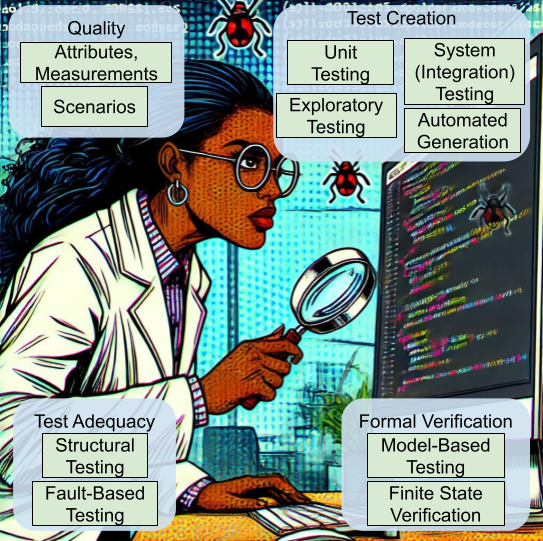 Quality
Attributes,
Measurements
Scenarios
Test Creation
Unit
Testing
System
(Integration)
Testing
Exploratory
Testing
Automated
Generation
Test Adequacy
Structural
Testing
Fault-Based
Testing
Formal Verification
Model-Based
Testing
Finite State
Verification